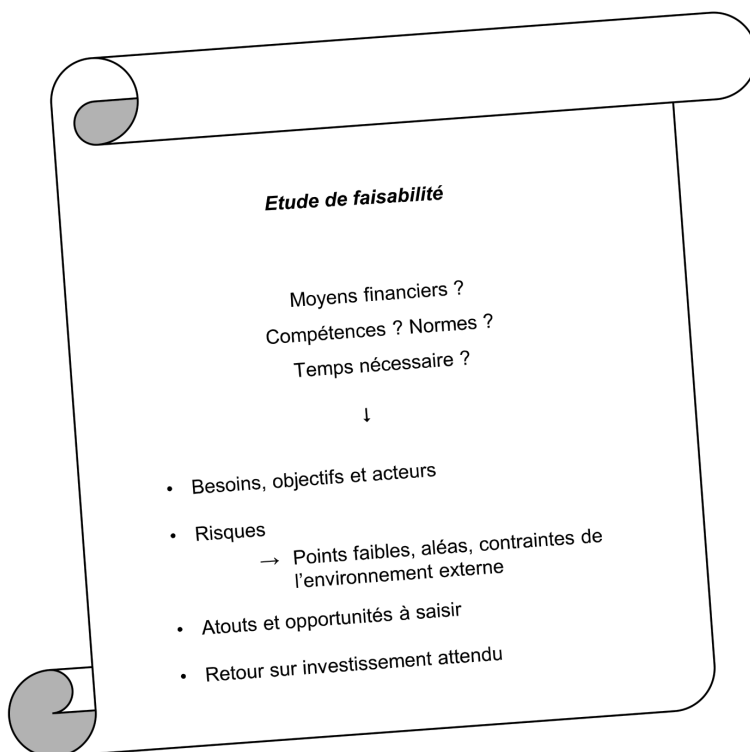 Etude de faisabilité
Moyens financiers ?
Compétences ? Normes ?
Temps nécessaire ?
↓
• Besoins, objectifs et acteurs
• Risques
→ Points faibles, aléas, contraintes de
l’environnement externe
• Atouts et opportunités à saisir
• Retour sur investissement attendu